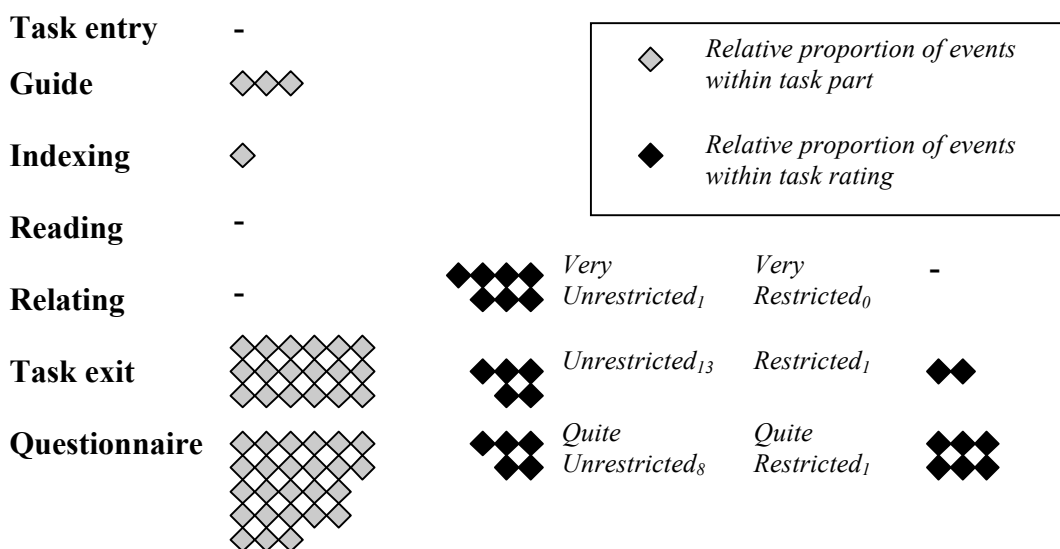 Task entry -
Guide
Indexing
Reading -
Relating -
Task exit
Questionnaire
Relative proportion of events
within task part
Relative proportion of events
within task rating
Very
Unrestricted1
Very
Restricted0
-
Unrestricted13
Restricted1
Quite
Unrestricted8
Quite
Restricted1